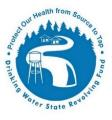 Protect Our Health from Source to Tap
Drinking Water State Revolving Fund